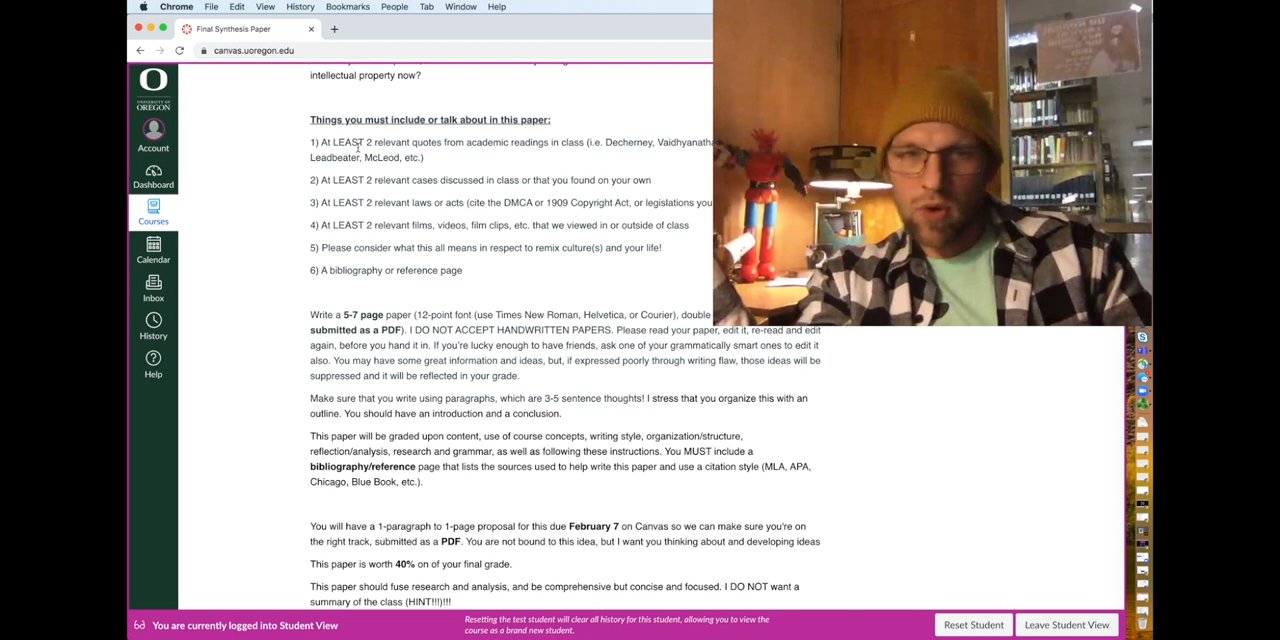 Chrome File Edit View History Bookmarks People Tab Window Help
Final Synthesis Paper
canvas.uoregon.edu
O
UNIVERSITY OF
OREGON
Account
Dashboard
Courses
Calendar
Inbox
History
Help
intellectual property now?
Things you must include or talk about in this paper:
1) At LEAST 2 relevant quotes from academic readings in class (i.e. Decherney, Vaidhyanatha
Leadbeater, McLeod, etc.)
2) At LEAST 2 relevant cases discussed in class or that you found on your own
3) At LEAST 2 relevant laws or acts (cite the DMCA or 1909 Copyright Act, or legislations you
4) At LEAST 2 relevant films, videos, film clips, etc. that we viewed in or outside of class
5) Please consider what this all means in respect to remix culture(s) and your life!
6) A bibliography or reference page
Write a 5-7 page paper (12-point font (use Times New Roman, Helvetica, or Courier), double
submitted as a PDF). I DO NOT ACCEPT HANDWRITTEN PAPERS. Please read your paper, edit it, re-read and edit
again, before you hand it in. If you're lucky enough to have friends, ask one of your grammatically smart ones to edit it
also. You may have some great information and ideas, but, if expressed poorly through writing flaw, those ideas will be
suppressed and it will be reflected in your grade.
Make sure that you write using paragraphs, which are 3-5 sentence thoughts! I stress that you organize this with an
outline. You should have an introduction and a conclusion.
This paper will be graded upon content, use of course concepts, writing style, organization/structure,
reflection/analysis, research and grammar, as well as following these instructions. You MUST include a
bibliography/reference page that lists the sources used to help write this paper and use a citation style (MLA, APA,
Chicago, Blue Book, etc.).
You will have a 1-paragraph to 1-page proposal for this due February 7 on Canvas so we can make sure you're on
the right track, submitted as a PDF. You are not bound to this idea, but I want you thinking about and developing ideas
This paper is worth 40% on of your final grade.
This paper should fuse research and analysis, and be comprehensive but concise and focused. I DO NOT want a
summary of the class (HINT!!!)!!!
You are currently logged into Student View
Resetting the test student will clear all history for this student, allowing you to view the
course as a brand new student.
Reset Student
Leave Student View